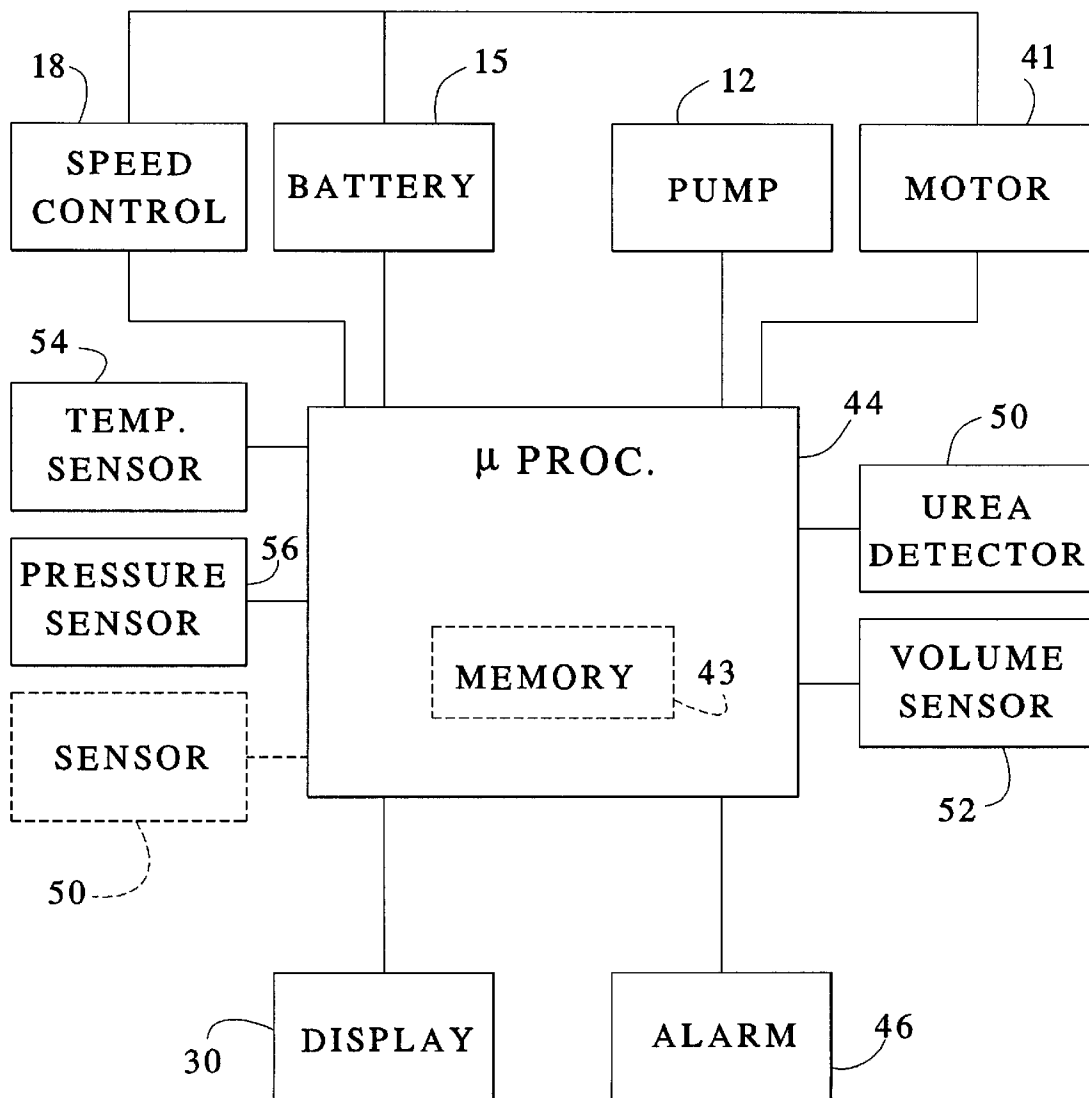 18
15
12
41
SPEED
CONTROL
BATTERY
PUMP
MOTOR
54
TEMP.
SENSOR
μ PROC.
44
50
UREA
DETECTOR
PRESSURE
SENSOR
56
MEMORY
43
VOLUME
SENSOR
SENSOR
52
50
DISPLAY
30
ALARM
46